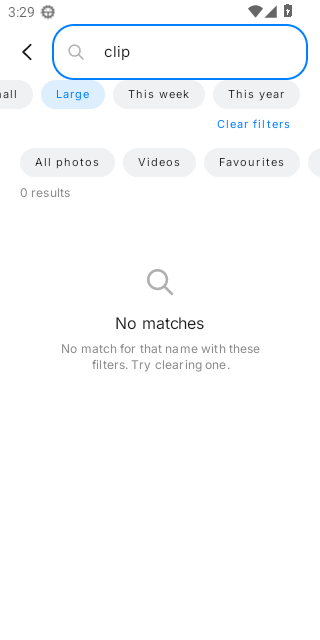 3:29
clip
Large
This week
This year
Clear filters
All photos
Videos
Favourites
0 results
No matches
No match for that name with these
filters. Try clearing one.